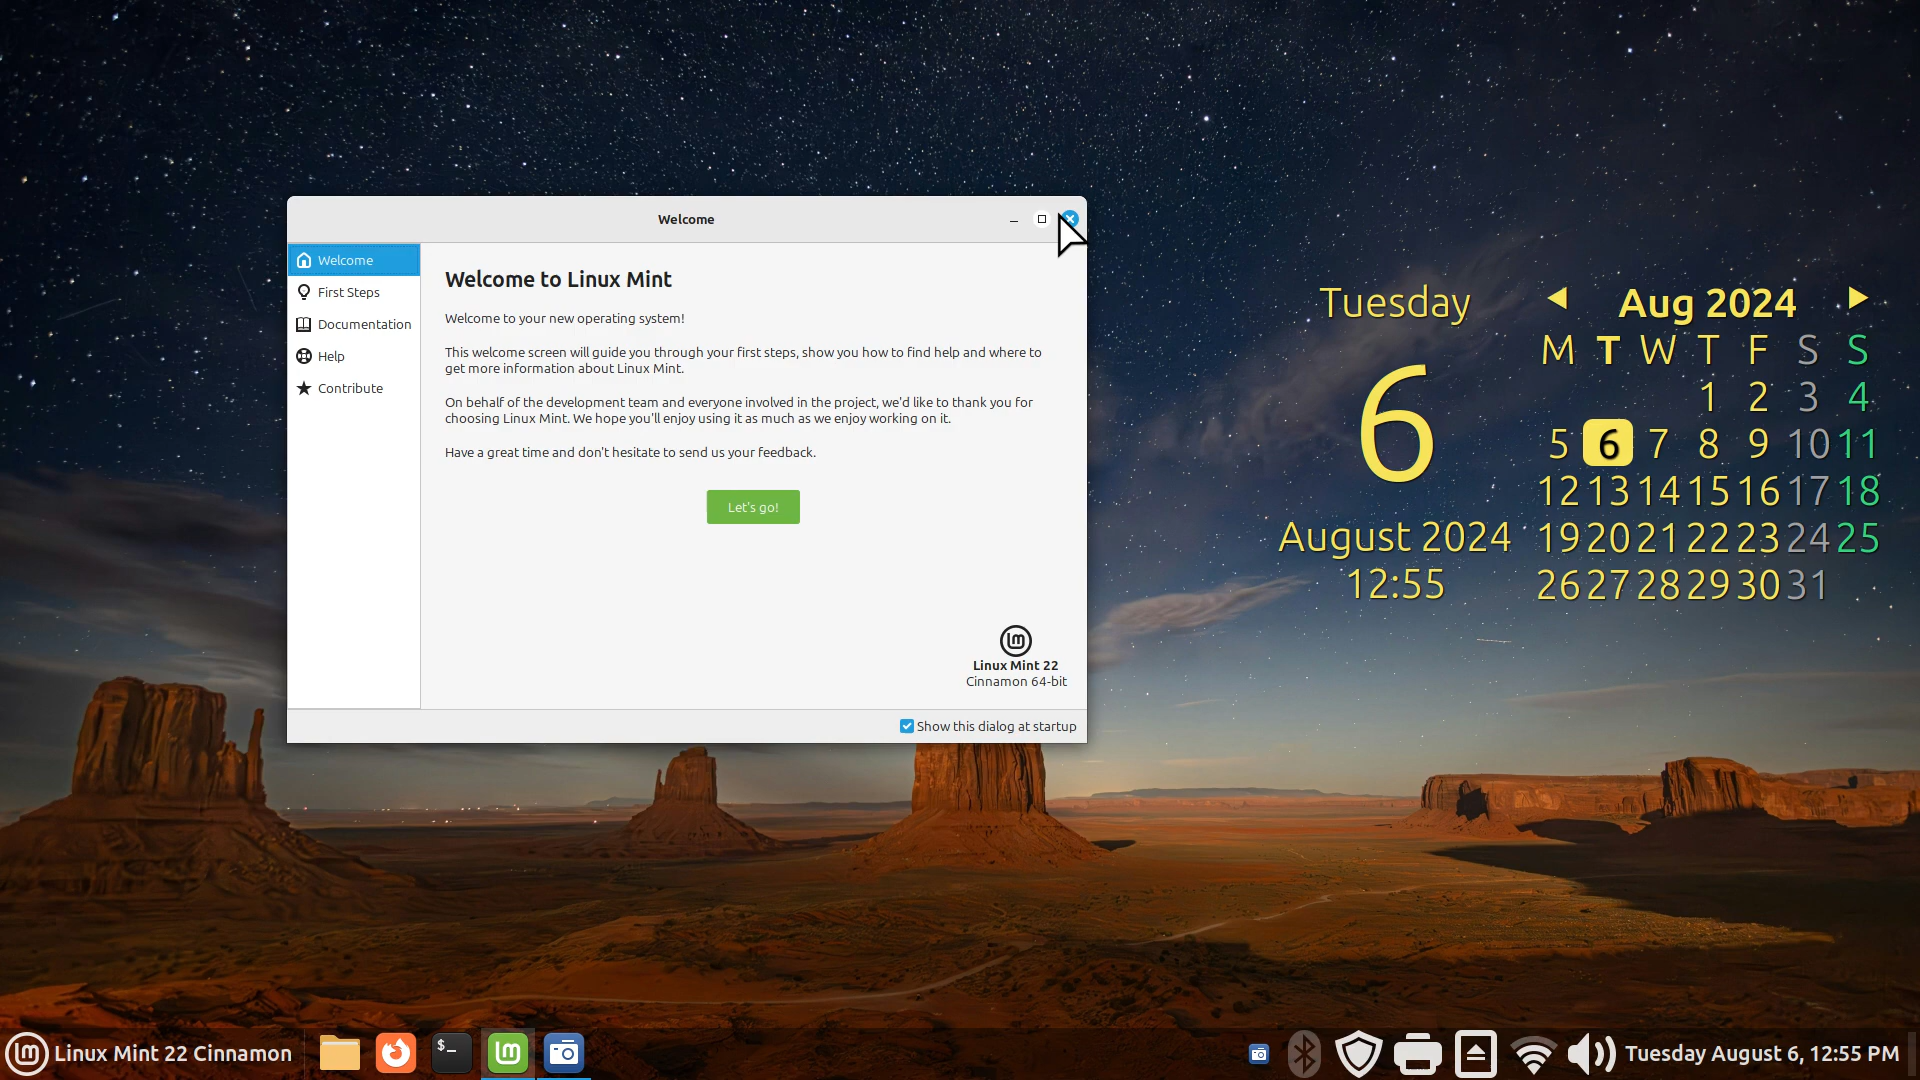 Welcome
Welcome
First Steps
Documentation
Help
Contribute
Welcome to Linux Mint
Welcome to your new operating system!
This welcome screen will guide you through your first steps, show you how to find help and where to
get more information about Linux Mint.
On behalf of the development team and everyone involved in the project, we'd like to thank you for
choosing Linux Mint. We hope you'll enjoy using it as much as we enjoy working on it.
Have a great time and don't hesitate to send us your feedback.
Let's go!
Linux Mint 22
Cinnamon 64-bit
Show this dialog at startup
Tuesday
6
August 2024
12:55
Aug 2024
M T W T F S S
1 2 3 4
5 6 7 8 9 10 11
12 13 14 15 16 17 18
19 20 21 22 23 24 25
26 27 28 29 30 31
Linux Mint 22 Cinnamon
$_
Tuesday August 6, 12:55 PM